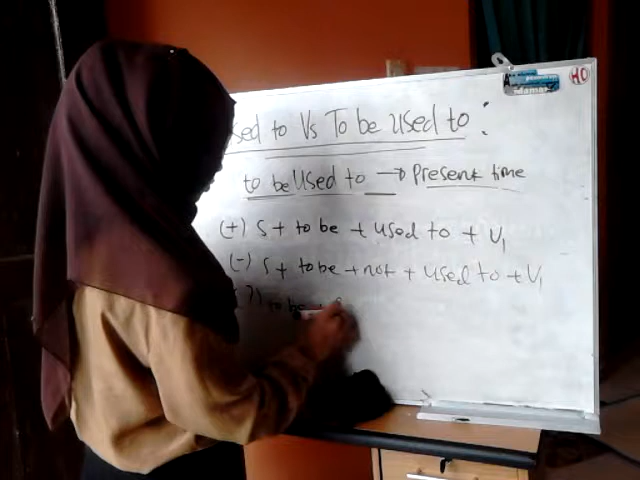 sed to Vs To be used to :
to be Used to → Present time
(+) S + to be + used to + V1
(-) S + to be + not + used to + V1
(?) to be +
HO